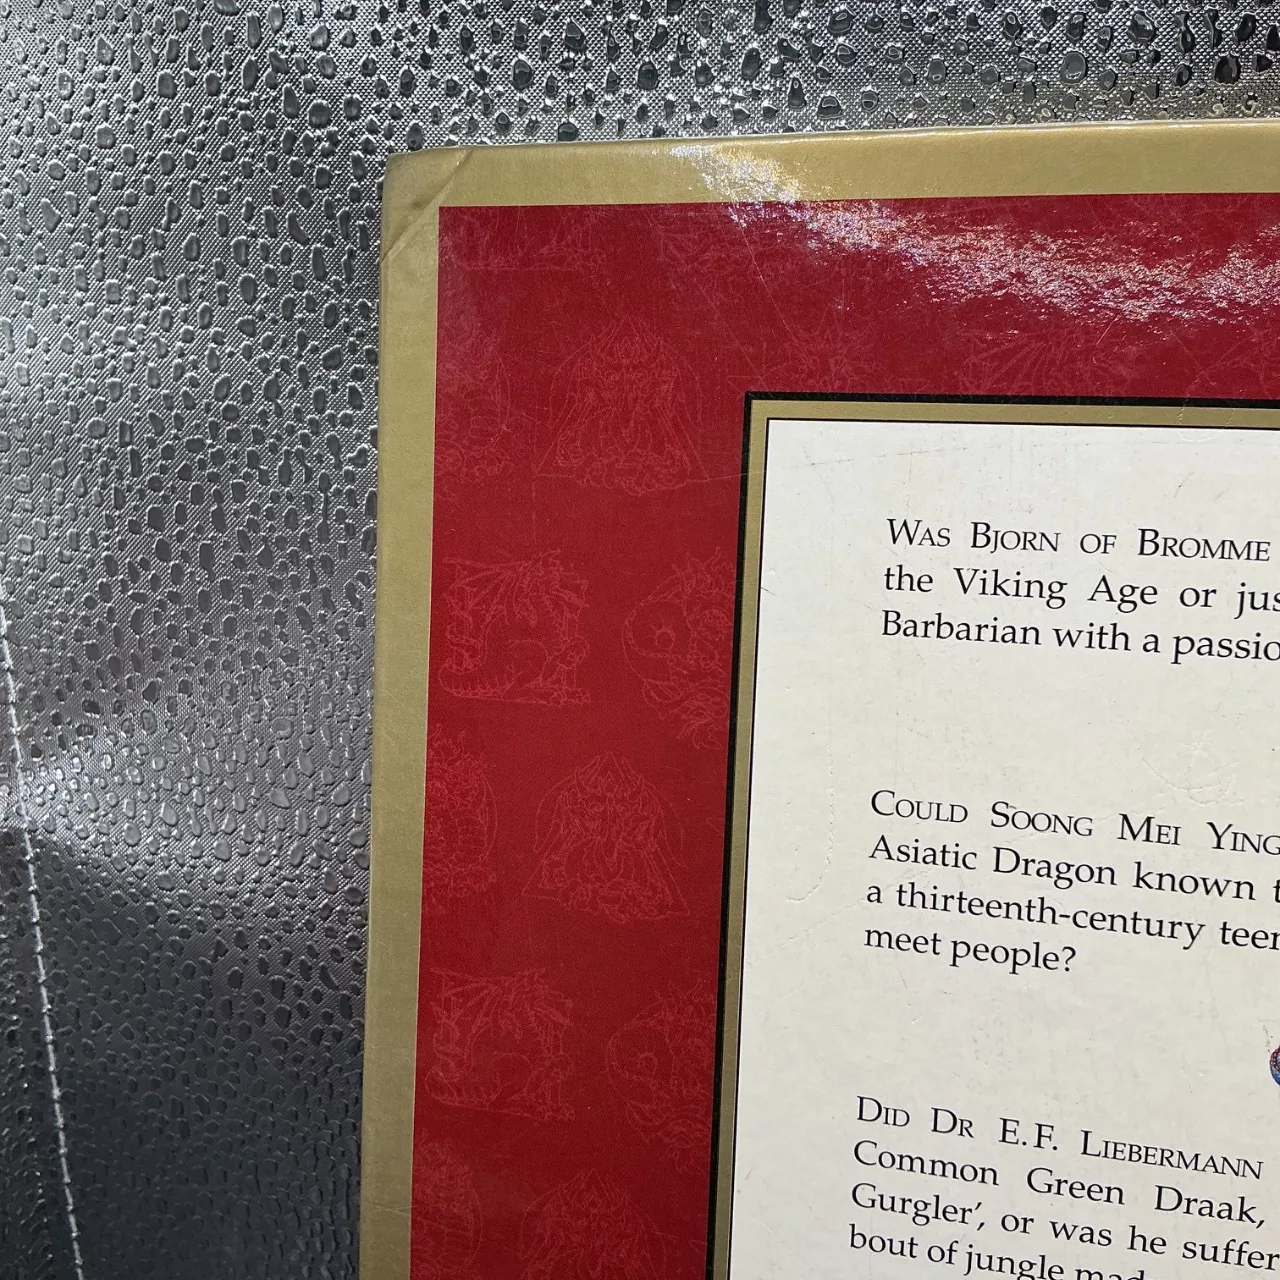 WAS BJORN OF BROMME
the Viking Age or jus
Barbarian with a passio
COULD SOONG MEI YING
Asiatic Dragon known t
a thirteenth-century teen
meet people?
DID DR E.F. LIEBERMANN
Common Green Draak,
Gurgler', or was he suffer
bout of jungle mad